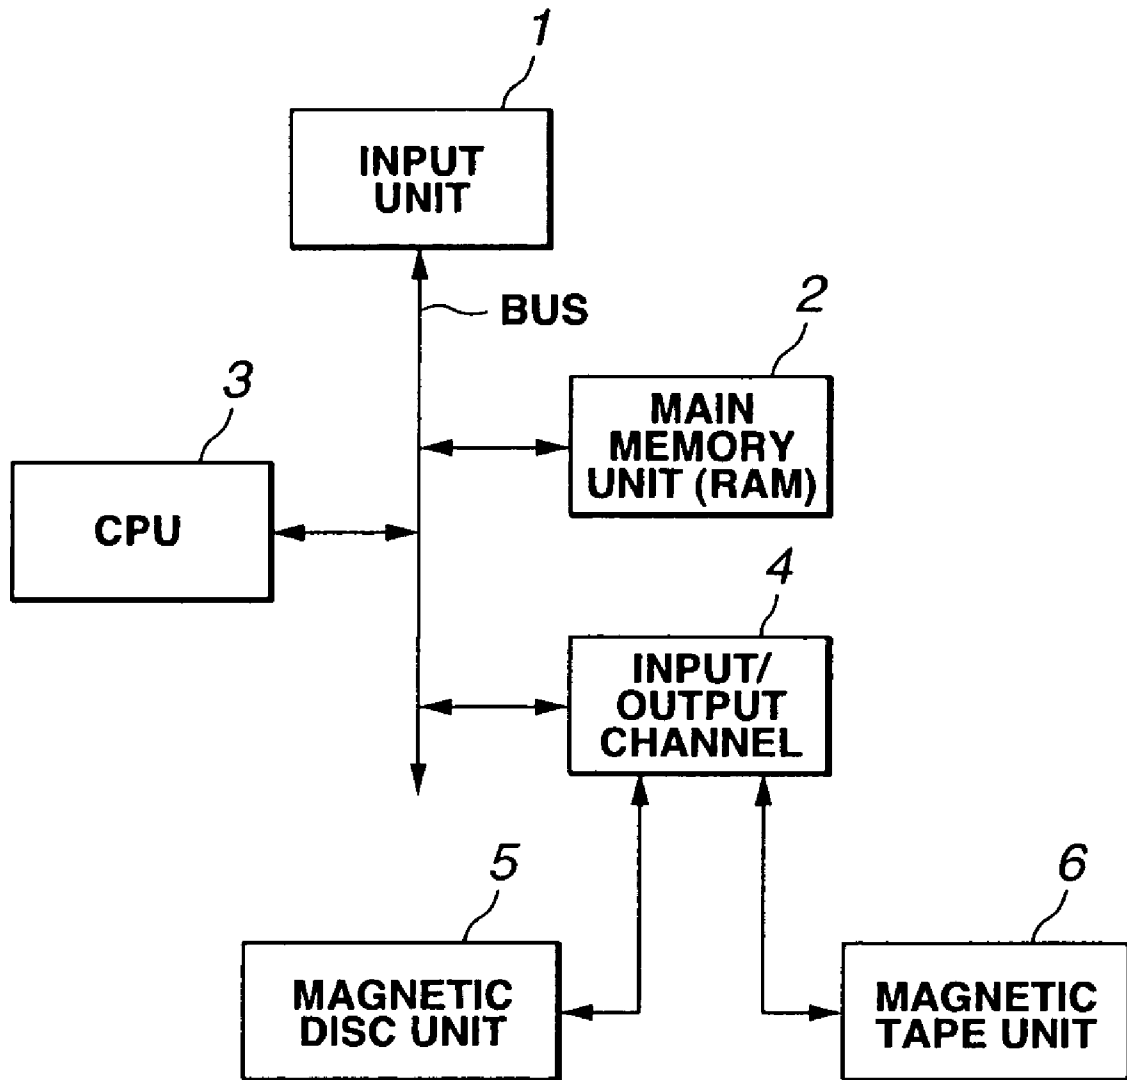 1
INPUT
UNIT
BUS
2
MAIN
MEMORY
UNIT (RAM)
3
CPU
4
INPUT/
OUTPUT
CHANNEL
5
MAGNETIC
DISC UNIT
6
MAGNETIC
TAPE UNIT